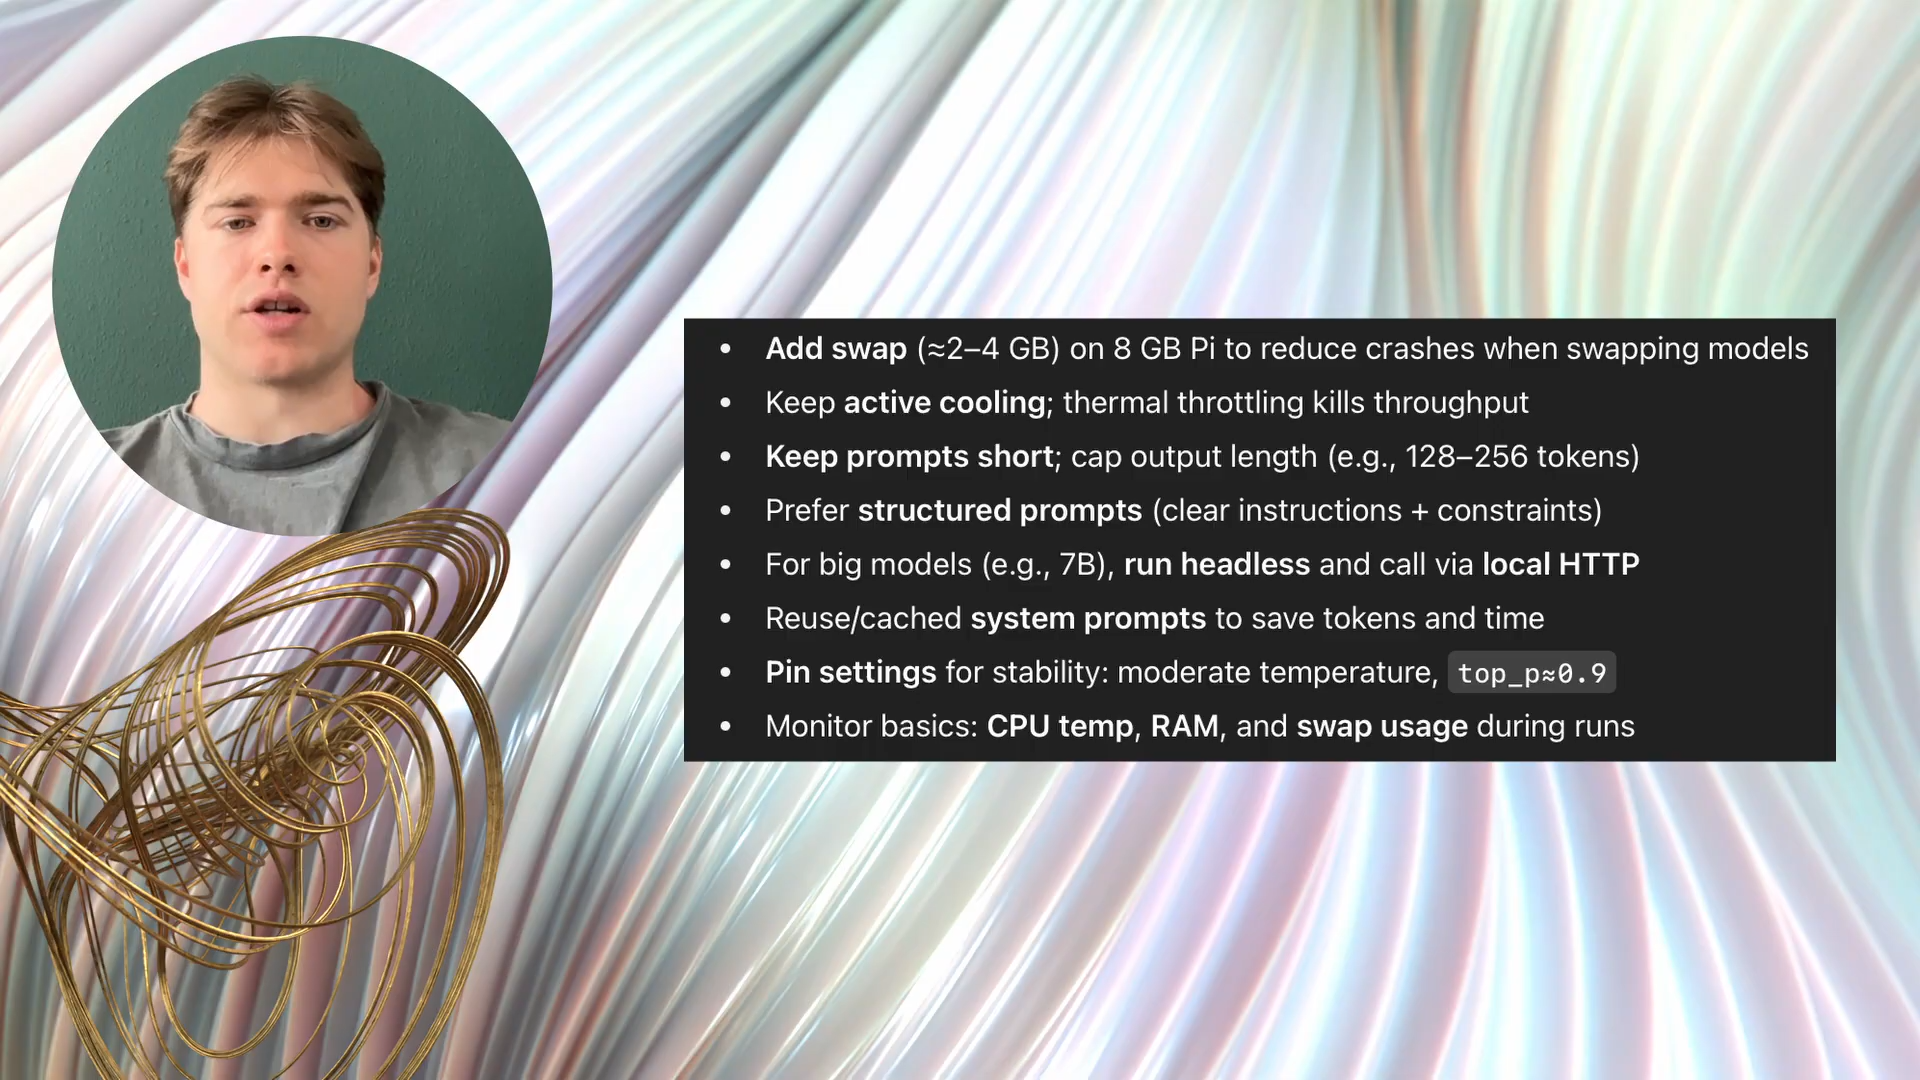 • Add swap (≈2–4 GB) on 8 GB Pi to reduce crashes when swapping models
• Keep active cooling; thermal throttling kills throughput
• Keep prompts short; cap output length (e.g., 128–256 tokens)
• Prefer structured prompts (clear instructions + constraints)
• For big models (e.g., 7B), run headless and call via local HTTP
• Reuse/cached system prompts to save tokens and time
• Pin settings for stability: moderate temperature, top_p≈0.9
• Monitor basics: CPU temp, RAM, and swap usage during runs